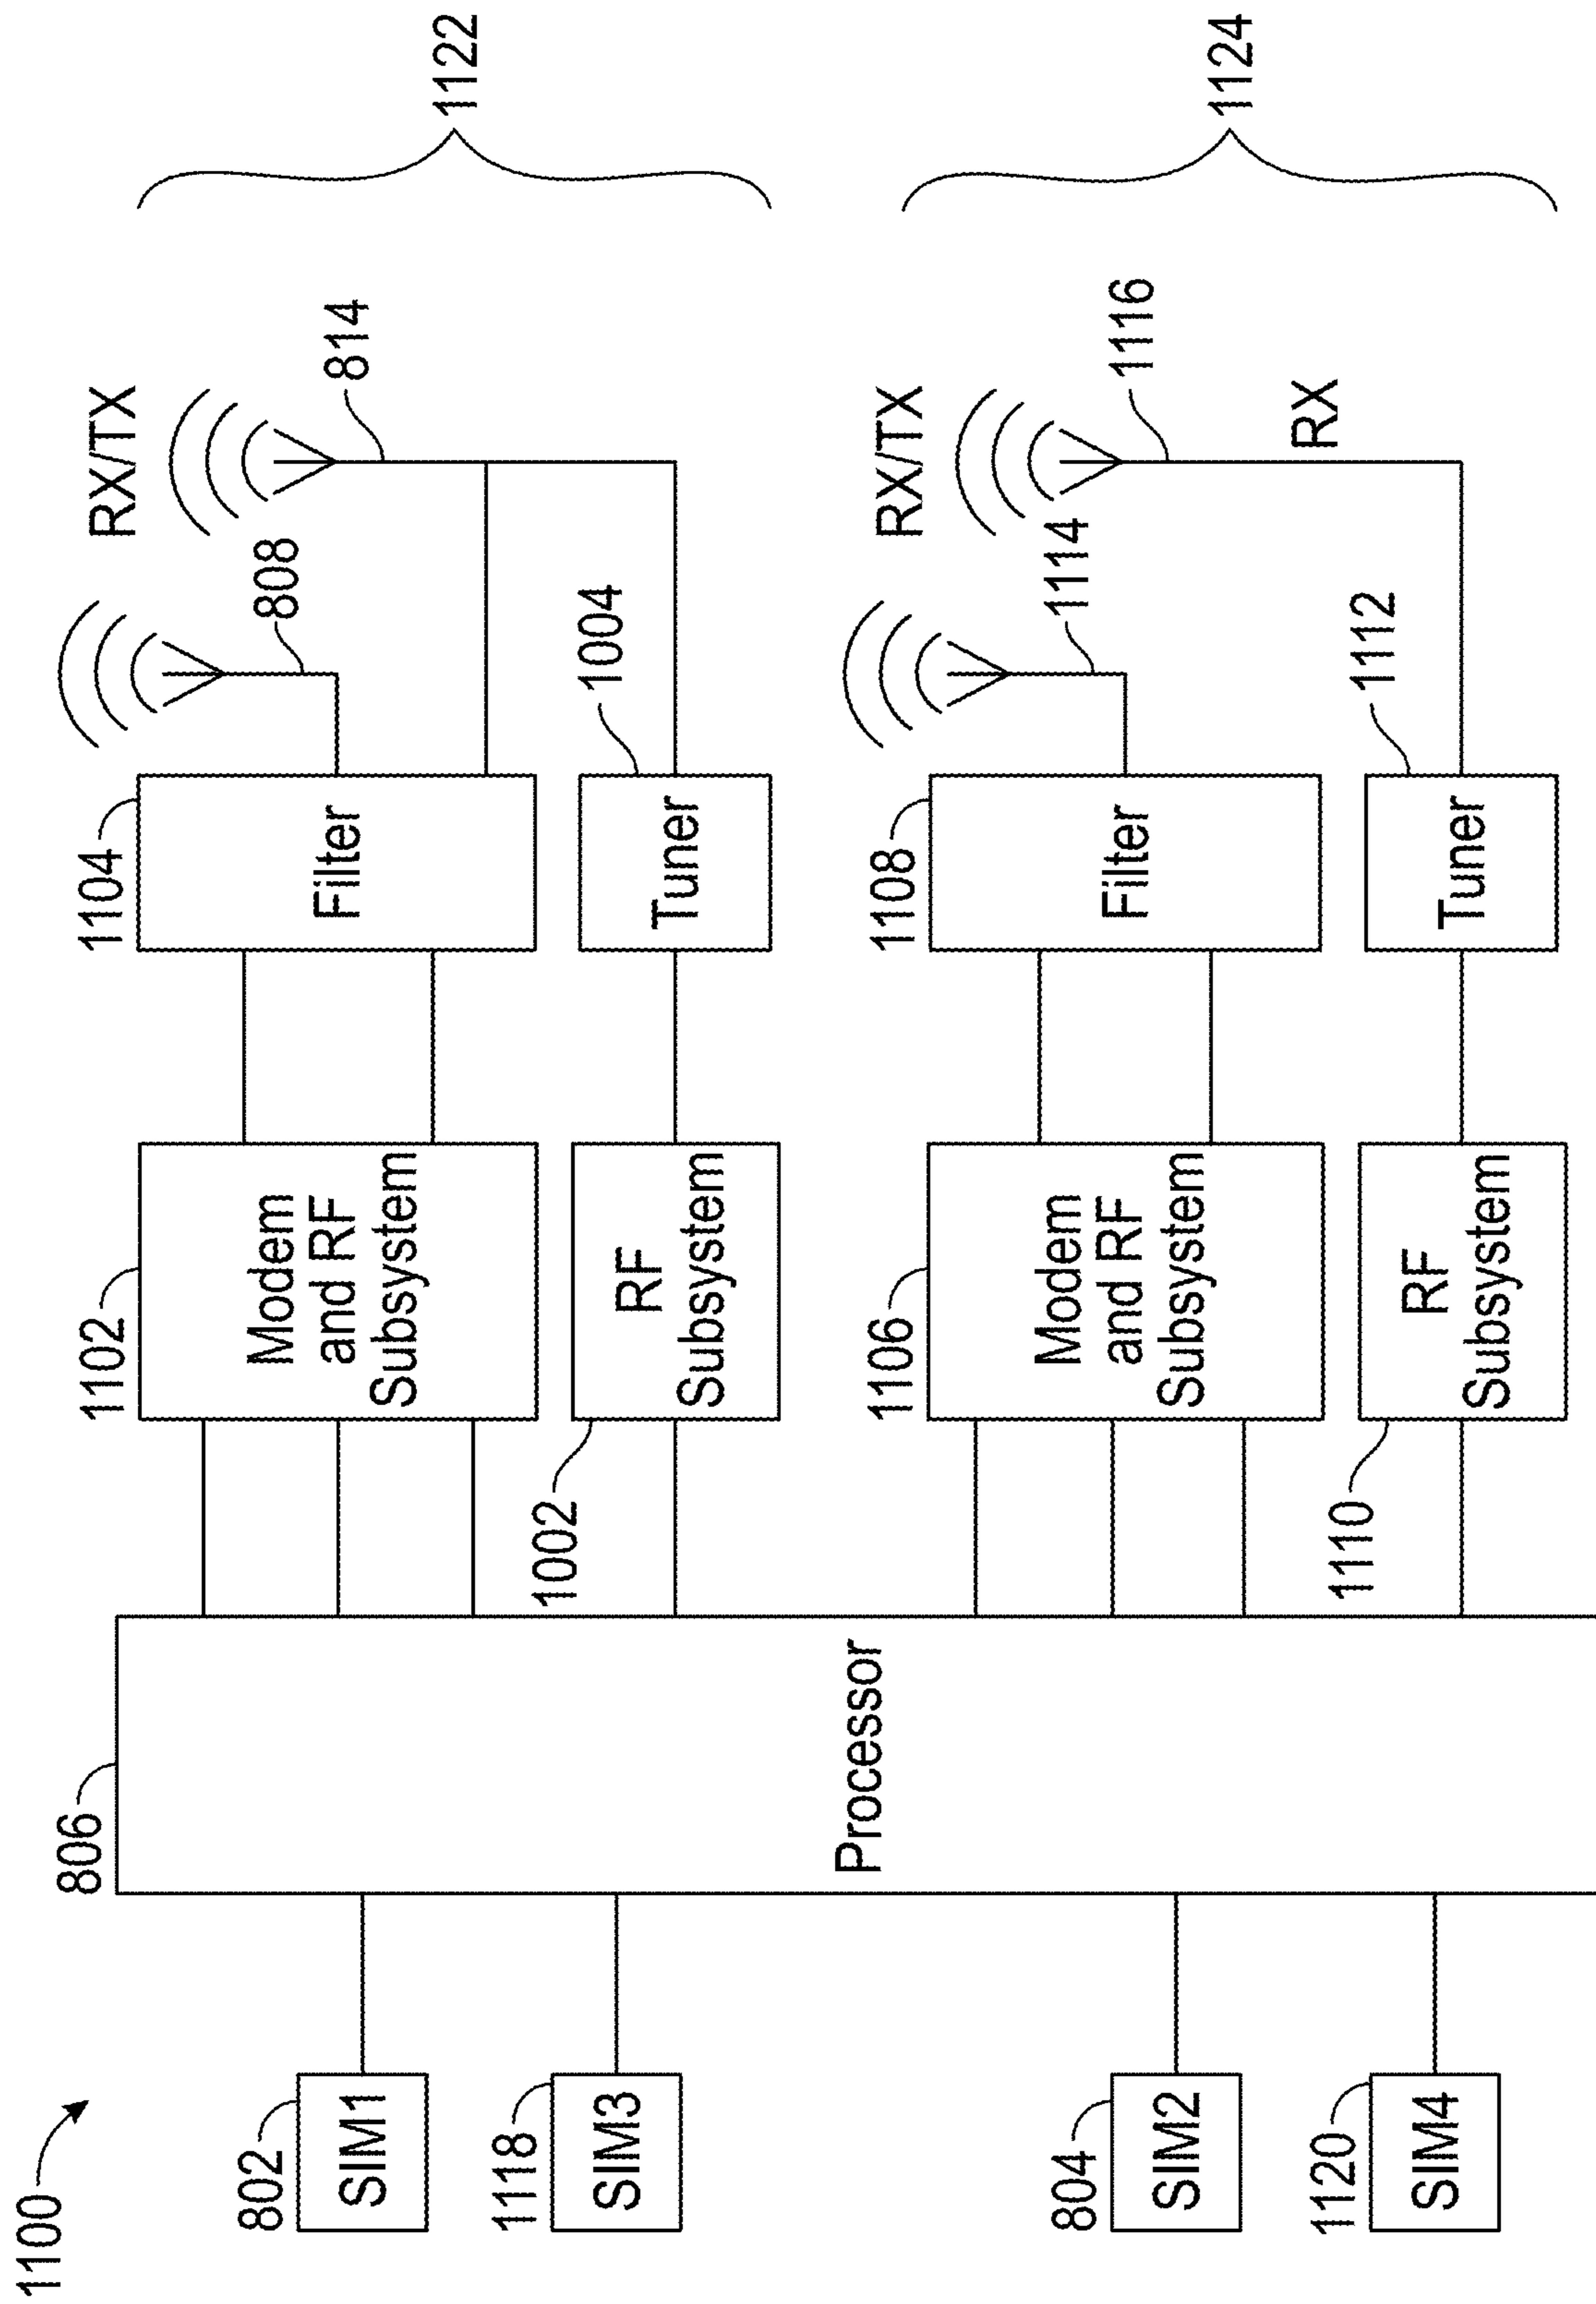 1100
802
SIM1
1118
SIM3
804
SIM2
1120
SIM4
806
Processor
1102
Modem
and RF
Subsystem
1002
RF
Subsystem
1106
Modem
and RF
Subsystem
1110
RF
Subsystem
1104
Filter
1004
Tuner
1108
Filter
1112
Tuner
808
RX/TX
814
1114
RX/TX
1116
RX
1122
1124